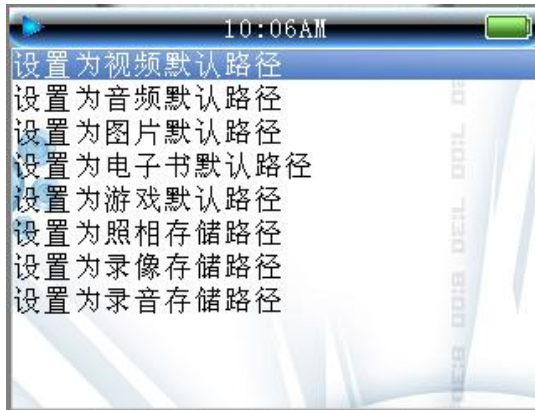 10:06AM
设置为视频默认路径
设置为音频默认路径
设置为图片默认路径
设置为电子书默认路径
设置为游戏默认路径
设置为照相存储路径
设置为录像存储路径
设置为录音存储路径